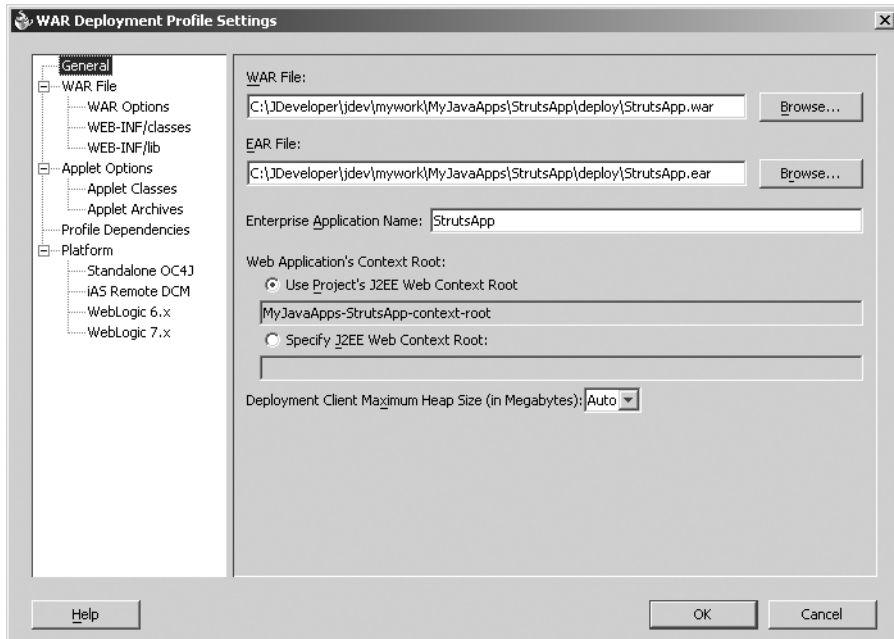 WAR Deployment Profile Settings
General
WAR File
WAR Options
WEB-INF/classes
WEB-INF/lib
Applet Options
Applet Classes
Applet Archives
Profile Dependencies
Platform
Standalone OC4J
iAS Remote DCM
WebLogic 6.x
WebLogic 7.x
WAR File:
C:\JDeveloper\jdev\mywork\MyJavaApps\StrutsApp\deploy\StrutsApp.war
Browse...
EAR File:
C:\JDeveloper\jdev\mywork\MyJavaApps\StrutsApp\deploy\StrutsApp.ear
Browse...
Enterprise Application Name: StrutsApp
Web Application's Context Root:
Use Project's J2EE Web Context Root
MyJavaApps-StrutsApp-context-root
Specify J2EE Web Context Root:
Deployment Client Maximum Heap Size (in Megabytes): Auto
Help
OK
Cancel